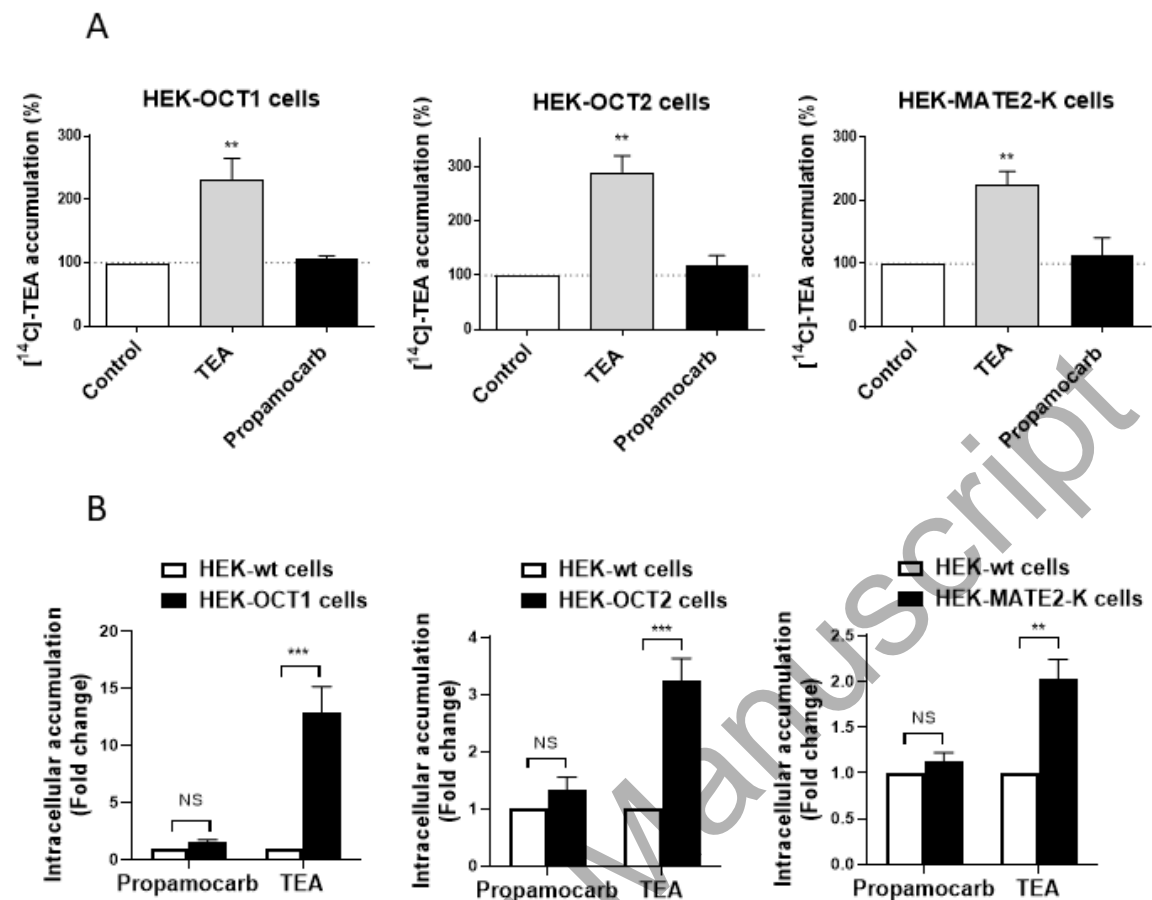 A
HEK-OCT1 cells
[¹⁴C]-TEA accumulation (%)
300
200
100
0
**
Control
TEA
Propamocarb
HEK-OCT2 cells
[¹⁴C]-TEA accumulation (%)
300
200
100
0
**
Control
TEA
Propamocarb
HEK-MATE2-K cells
[¹⁴C]-TEA accumulation (%)
300
200
100
0
**
Control
TEA
Propamocarb
B
HEK-wt cells
HEK-OCT1 cells
Intracellular accumulation
(Fold change)
20
15
10
5
0
NS
***
Propamocarb
TEA
HEK-wt cells
HEK-OCT2 cells
Intracellular accumulation
(Fold change)
4
3
2
1
0
NS
***
Propamocarb
TEA
HEK-wt cells
HEK-MATE2-K cells
Intracellular accumulation
(Fold change)
2.5
2.0
1.5
1.0
0.5
0.0
NS
**
Propamocarb
TEA
Manuscript